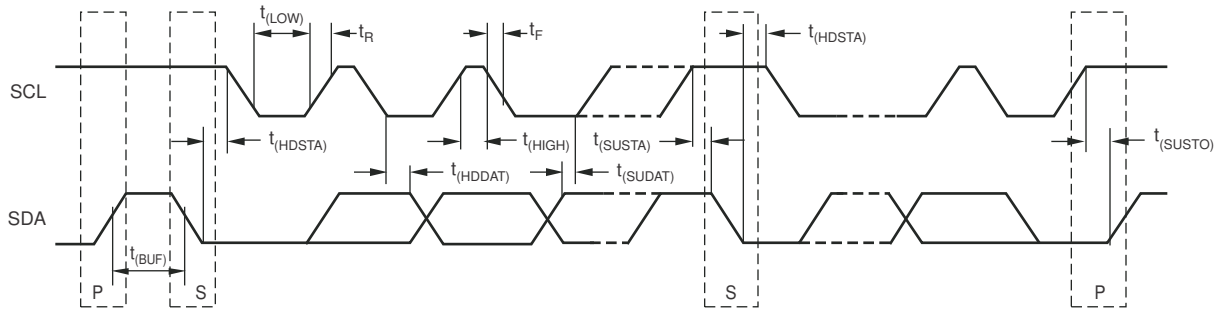 t(LOW)
tR
tF
t(HDSTA)
SCL
t(HDSTA)
t(HIGH)
t(SUSTA)
t(SUSTO)
t(HDDAT)
t(SUDAT)
SDA
t(BUF)
P
S
S
P